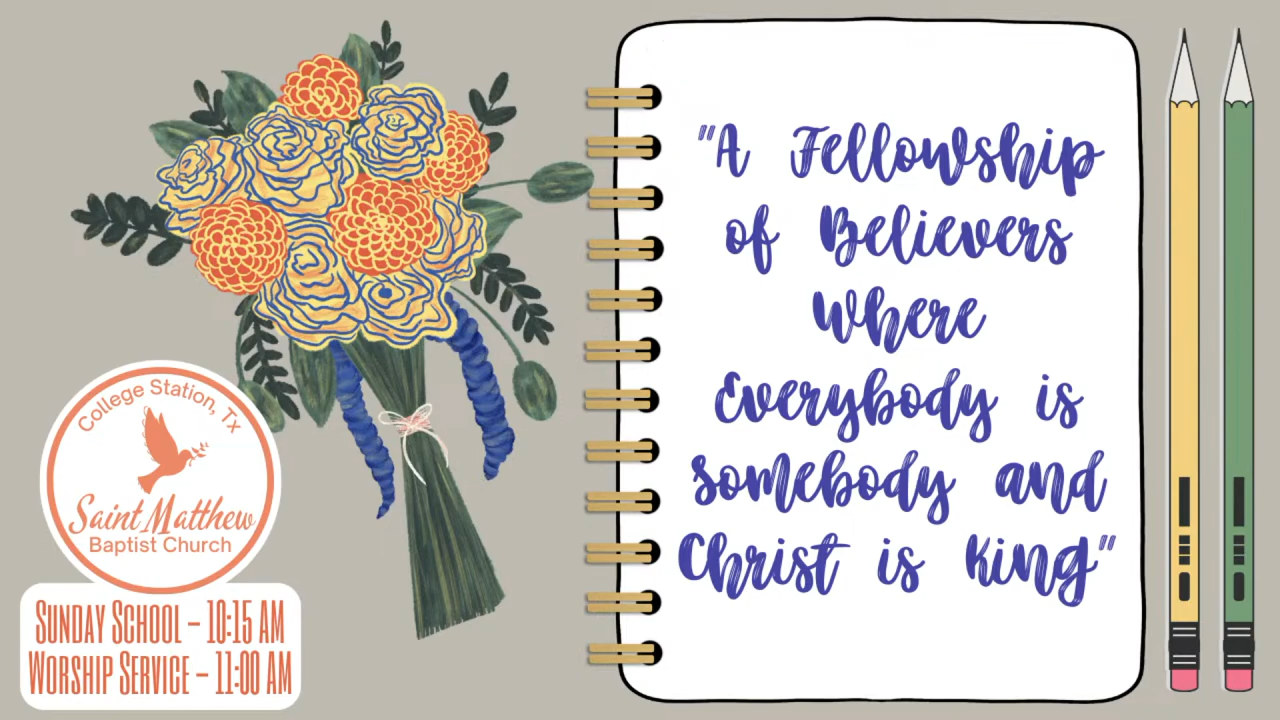 "A Fellowship
of Believers
where
Everybody is
somebody and
Christ is King"
College Station, Tx
Saint Matthew
Baptist Church
Sunday School – 10:15 AM
Worship Service – 11:00 AM